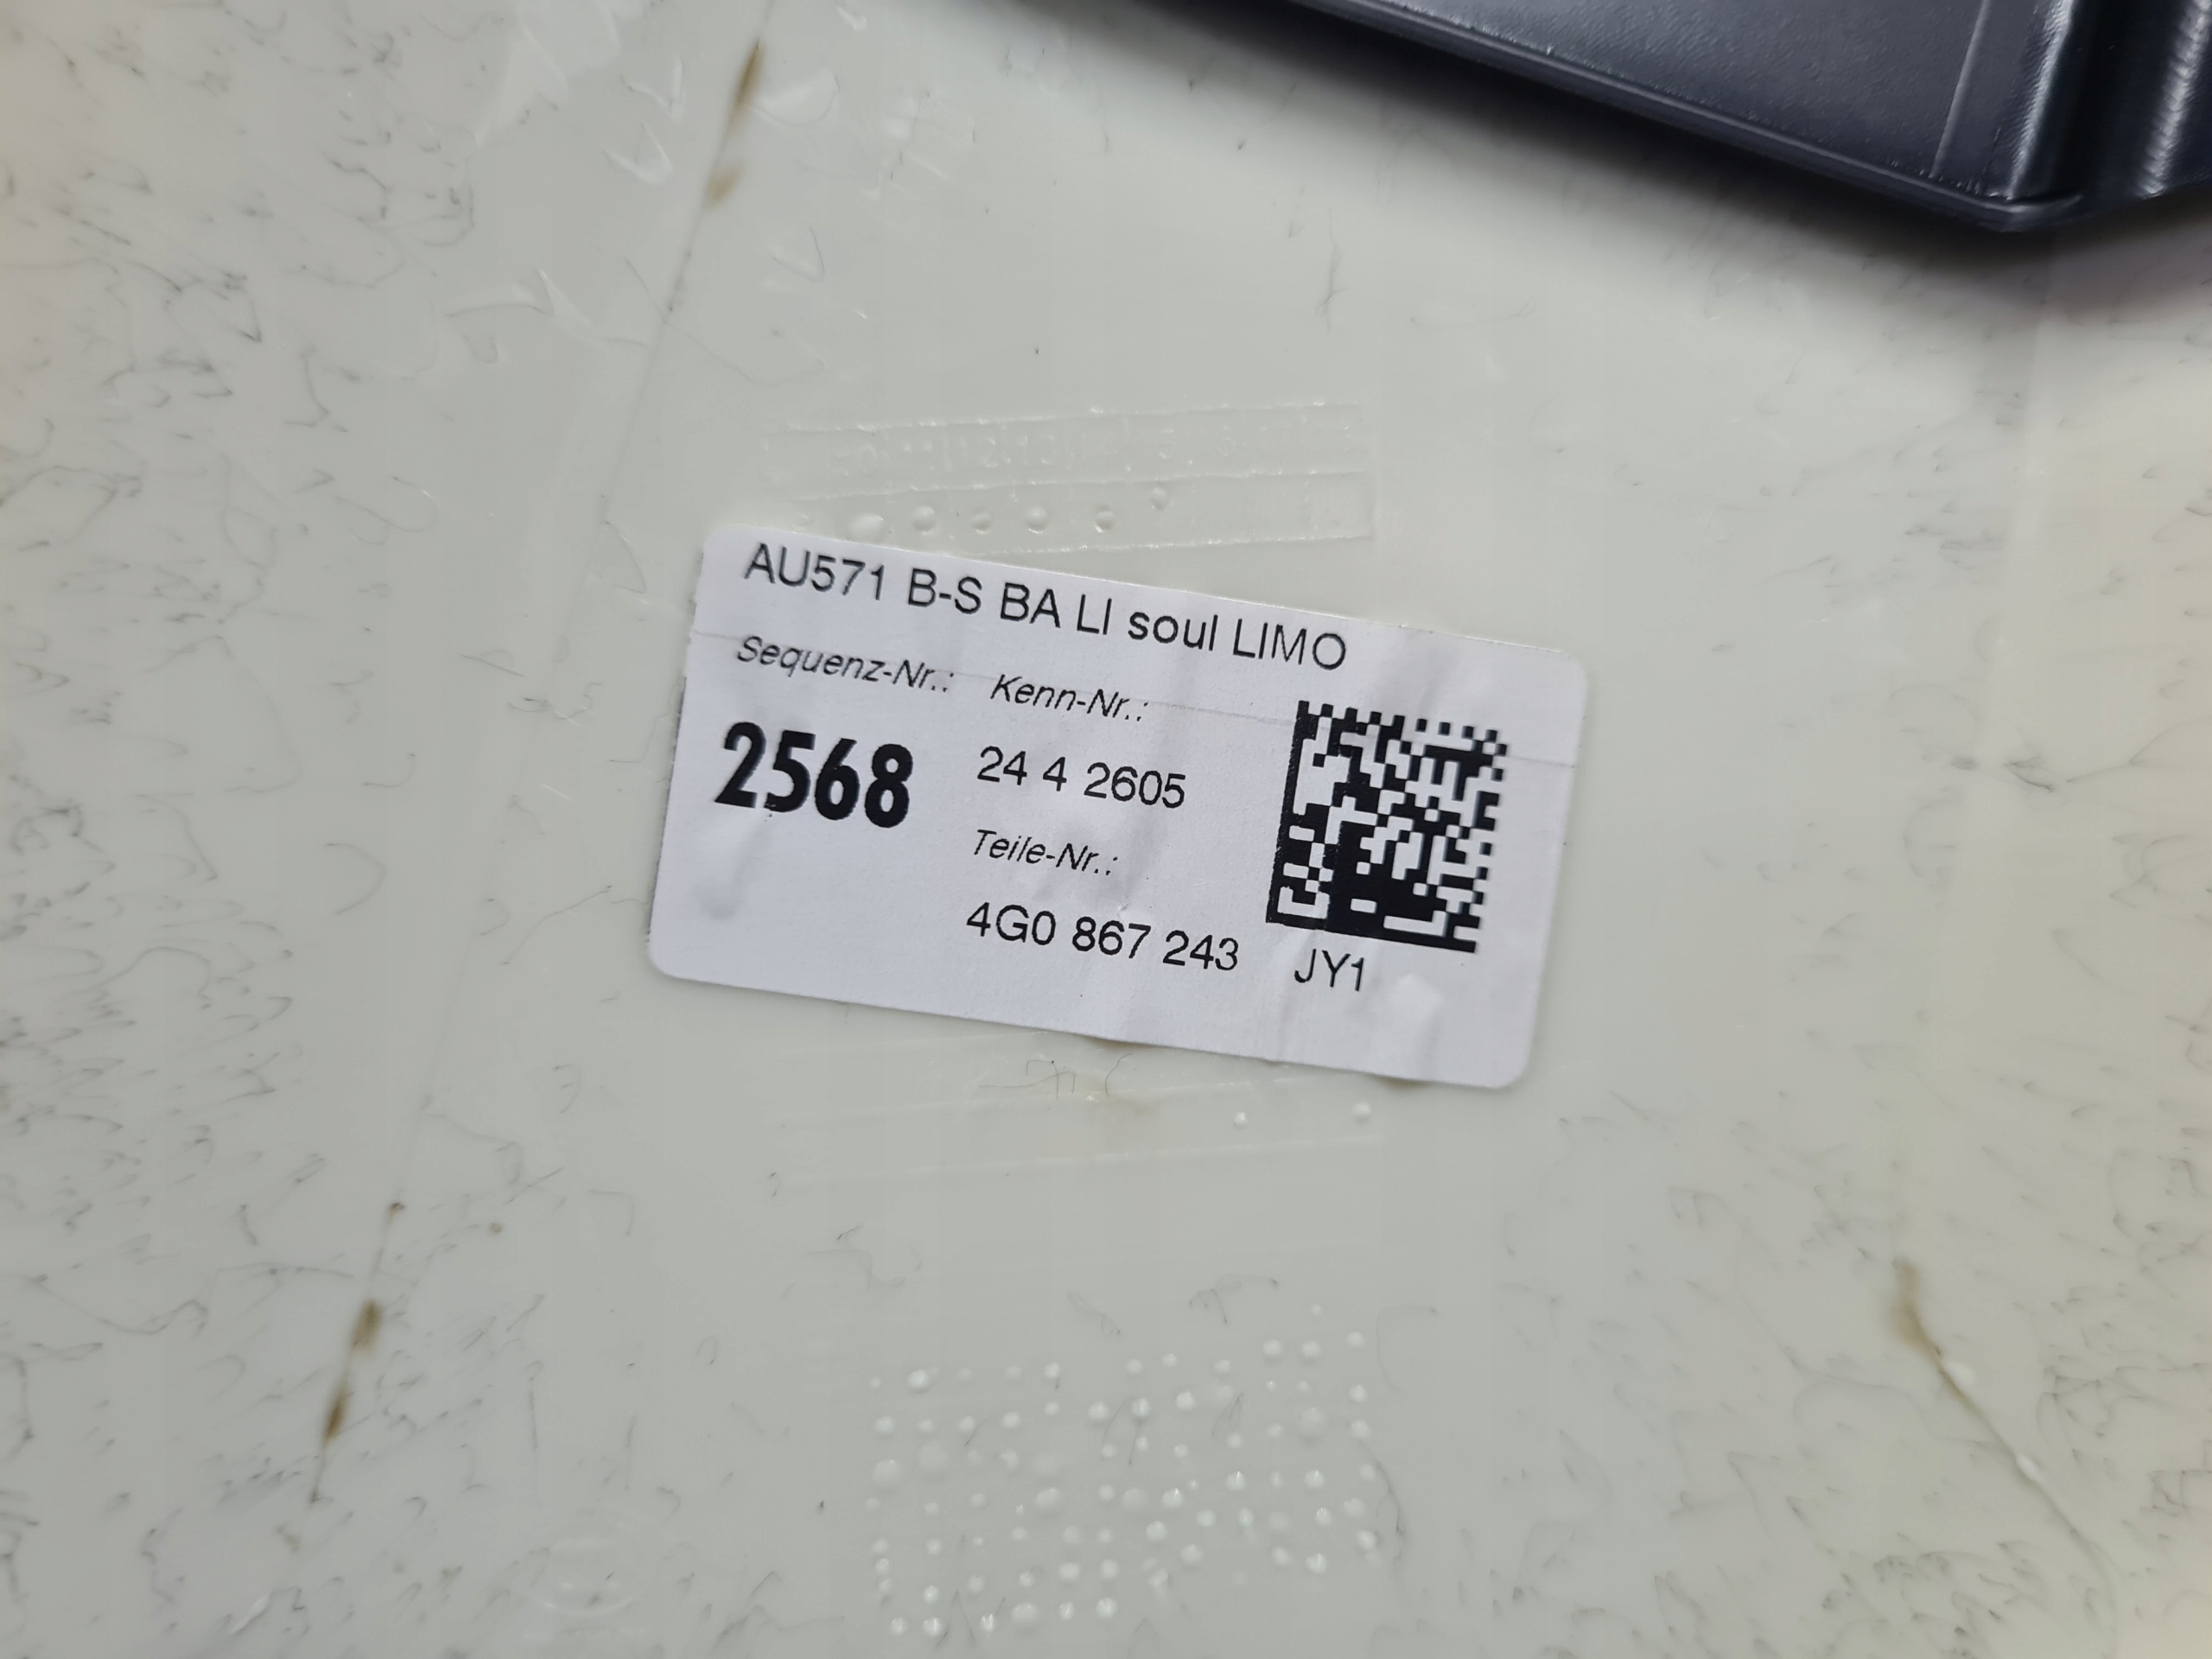 AU571 B-S BA LI soul LIMO
Sequenz-Nr.: Kenn-Nr.:
2568 24 4 2605
Teile-Nr.:
4G0 867 243 JY1